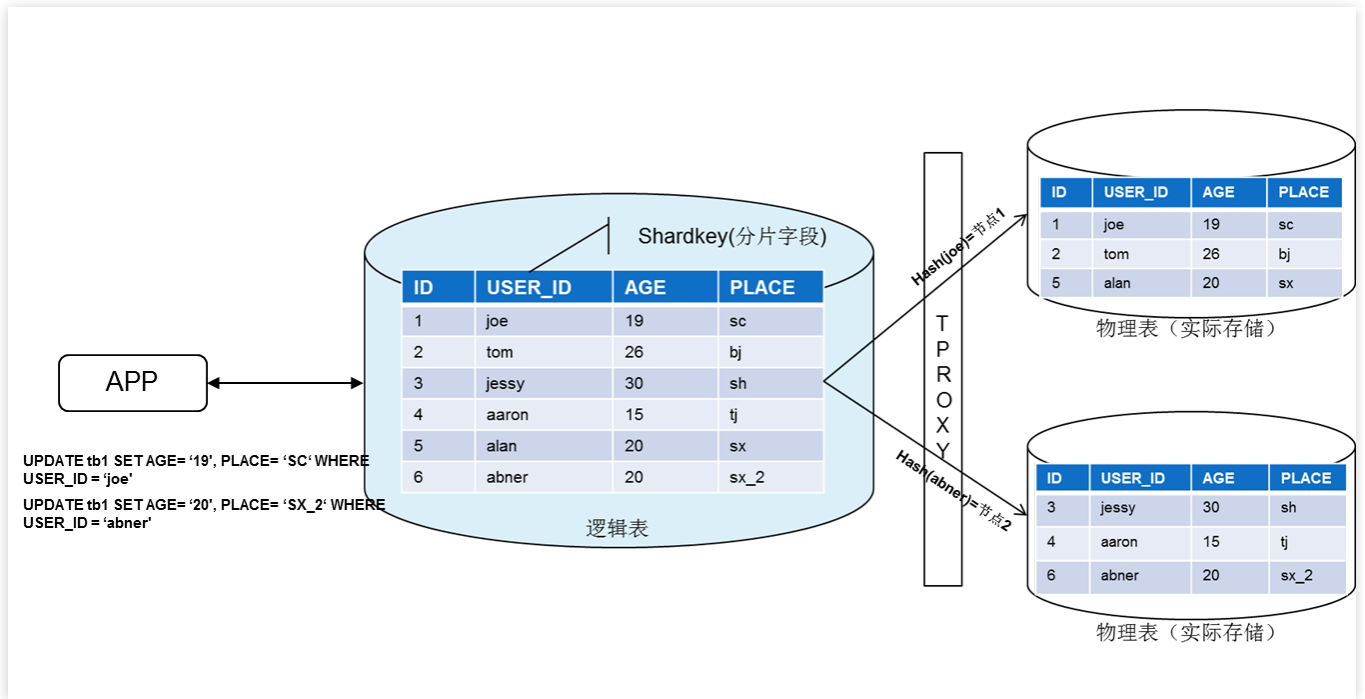 APP
UPDATE tb1 SET AGE= ‘19', PLACE= ‘SC‘ WHERE
USER_ID = ‘joe'
UPDATE tb1 SET AGE= ‘20', PLACE= ‘SX_2‘ WHERE
USER_ID = ‘abner'
Shardkey(分片字段)
ID USER_ID AGE PLACE
1 joe 19 sc
2 tom 26 bj
3 jessy 30 sh
4 aaron 15 tj
5 alan 20 sx
6 abner 20 sx_2
逻辑表
TPROXY
Hash(joe)=节点1
Hash(abner)=节点2
ID USER_ID AGE PLACE
1 joe 19 sc
2 tom 26 bj
5 alan 20 sx
物理表（实际存储）
ID USER_ID AGE PLACE
3 jessy 30 sh
4 aaron 15 tj
6 abner 20 sx_2
物理表（实际存储）